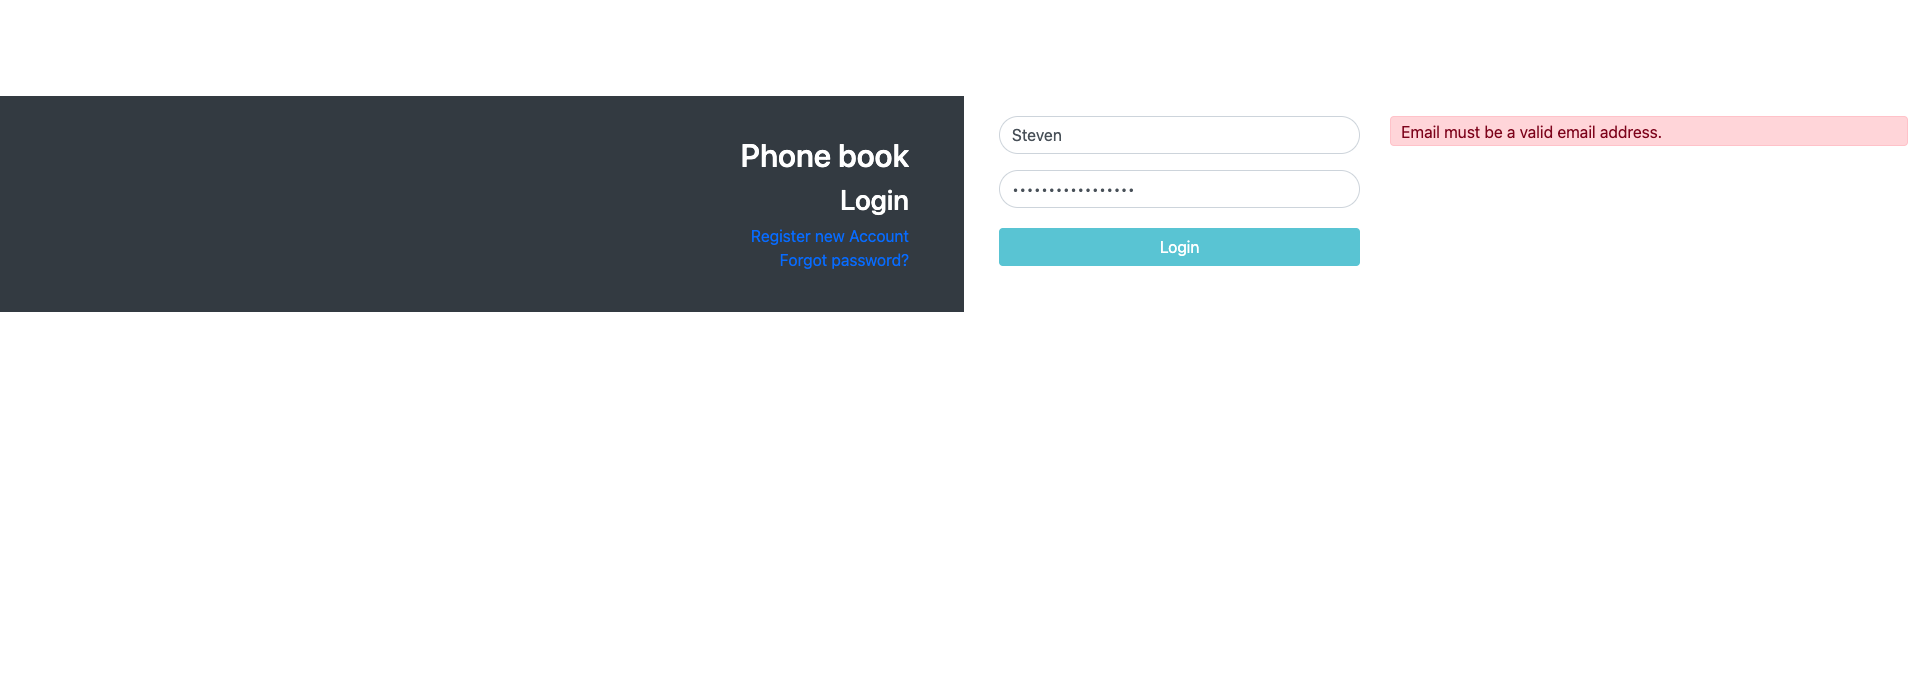 Phone book
Login
Register new Account
Forgot password?
Steven
•••••••••••••••••
Login
Email must be a valid email address.